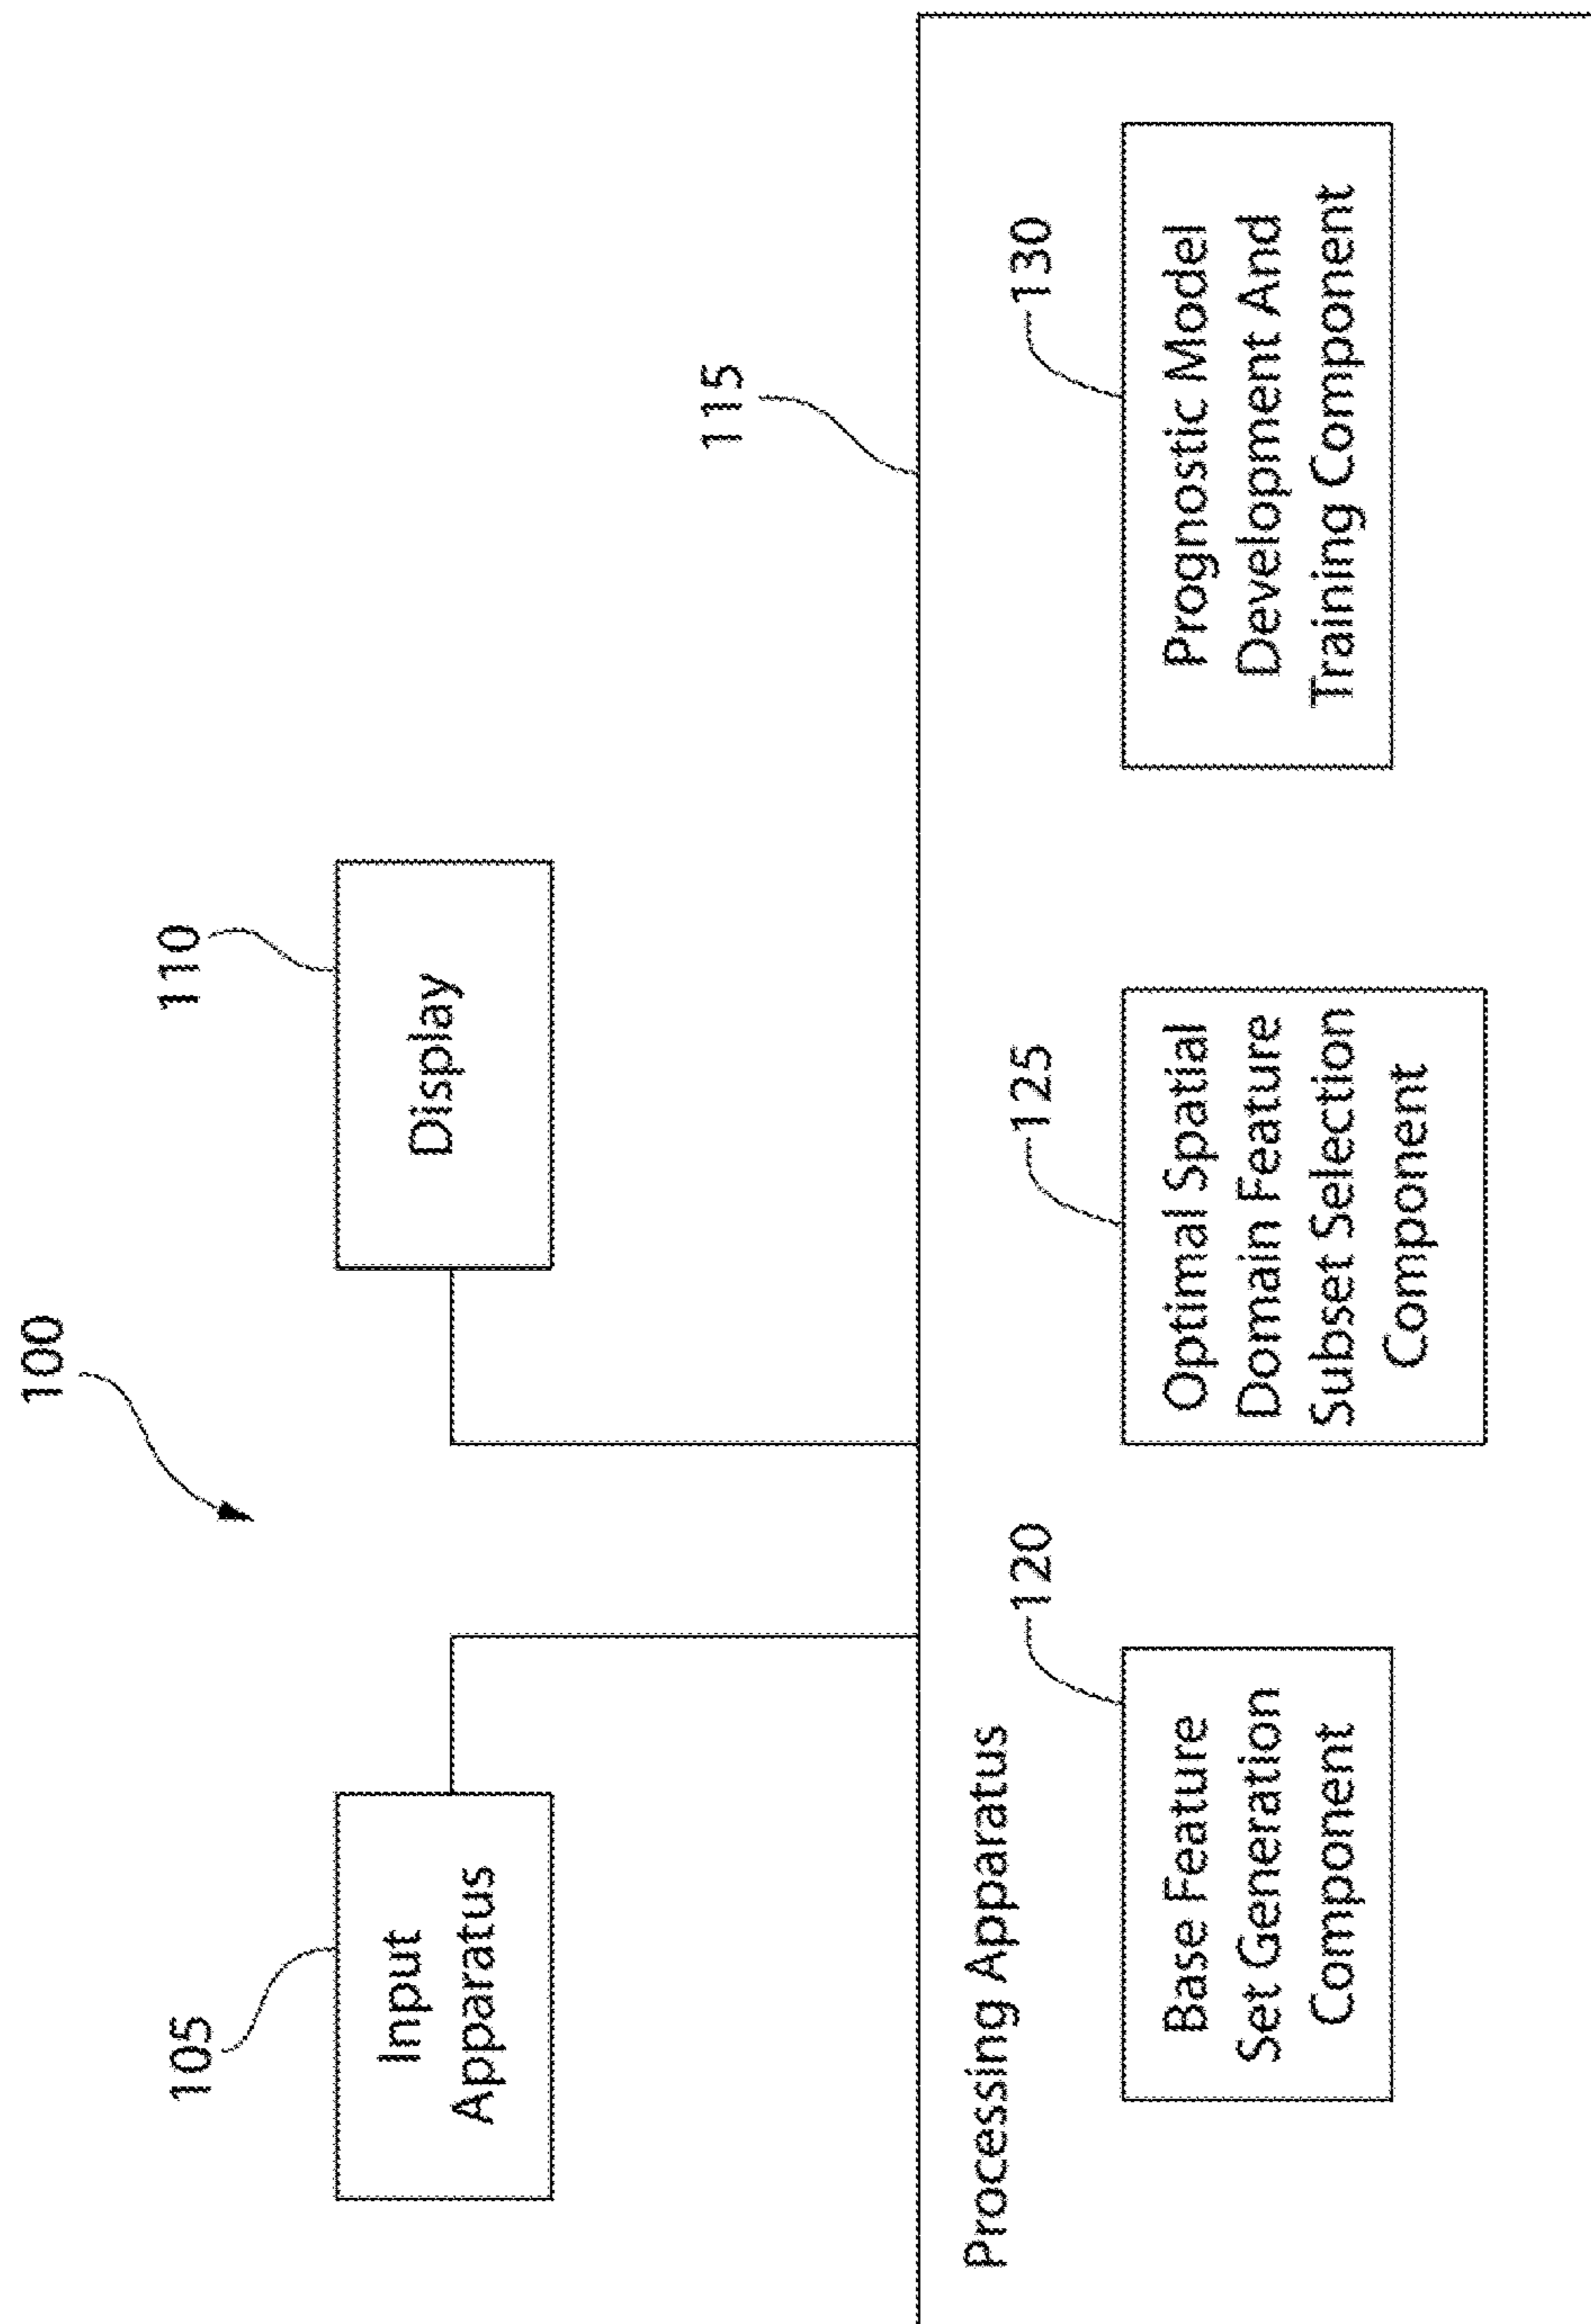 100
105
Input
Apparatus
110
Display
115
Processing Apparatus
120
Base Feature
Set Generation
Component
125
Optimal Spatial
Domain Feature
Subset Selection
Component
130
Prognostic Model
Development And
Training Component